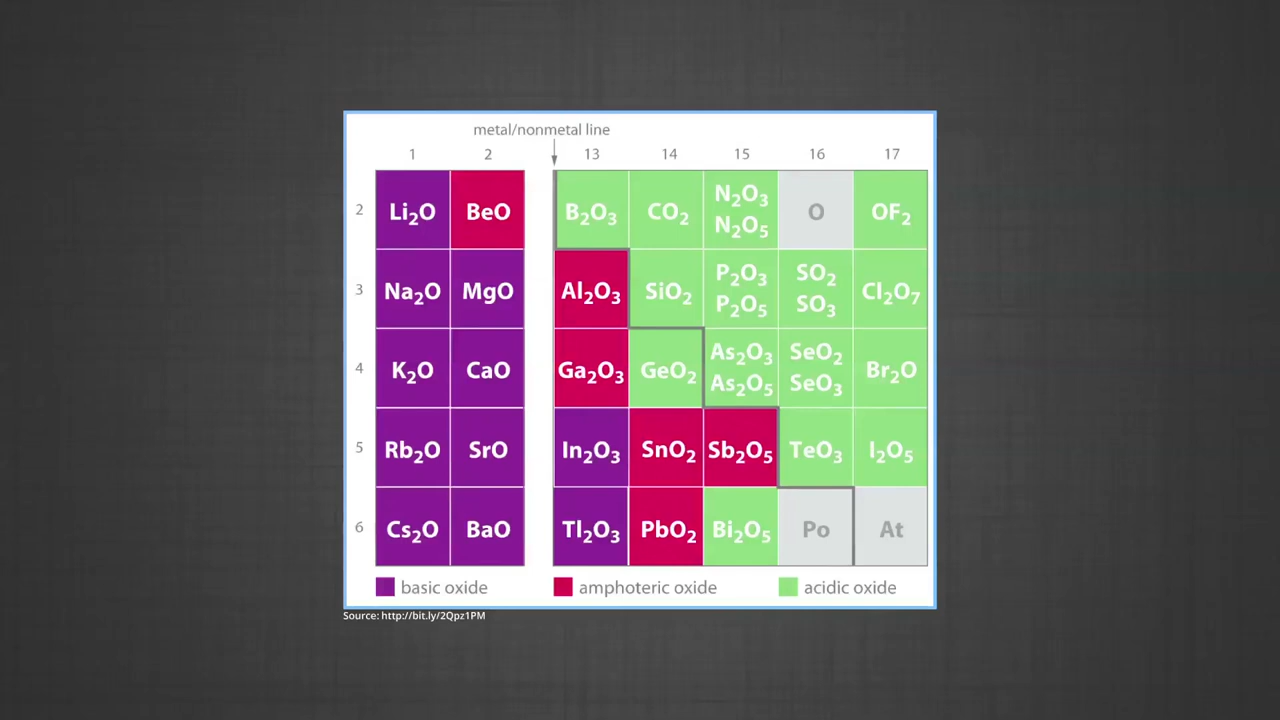 metal/nonmetal line
1 2 13 14 15 16 17
2 Li₂O BeO B₂O₃ CO₂ N₂O₃ N₂O₅ O OF₂
3 Na₂O MgO Al₂O₃ SiO₂ P₂O₃ P₂O₅ SO₂ SO₃ Cl₂O₇
4 K₂O CaO Ga₂O₃ GeO₂ As₂O₃ As₂O₅ SeO₂ SeO₃ Br₂O
5 Rb₂O SrO In₂O₃ SnO₂ Sb₂O₅ TeO₃ I₂O₅
6 Cs₂O BaO Tl₂O₃ PbO₂ Bi₂O₅ Po At
basic oxide amphoteric oxide acidic oxide
Source: http://bit.ly/2Qpz1PM